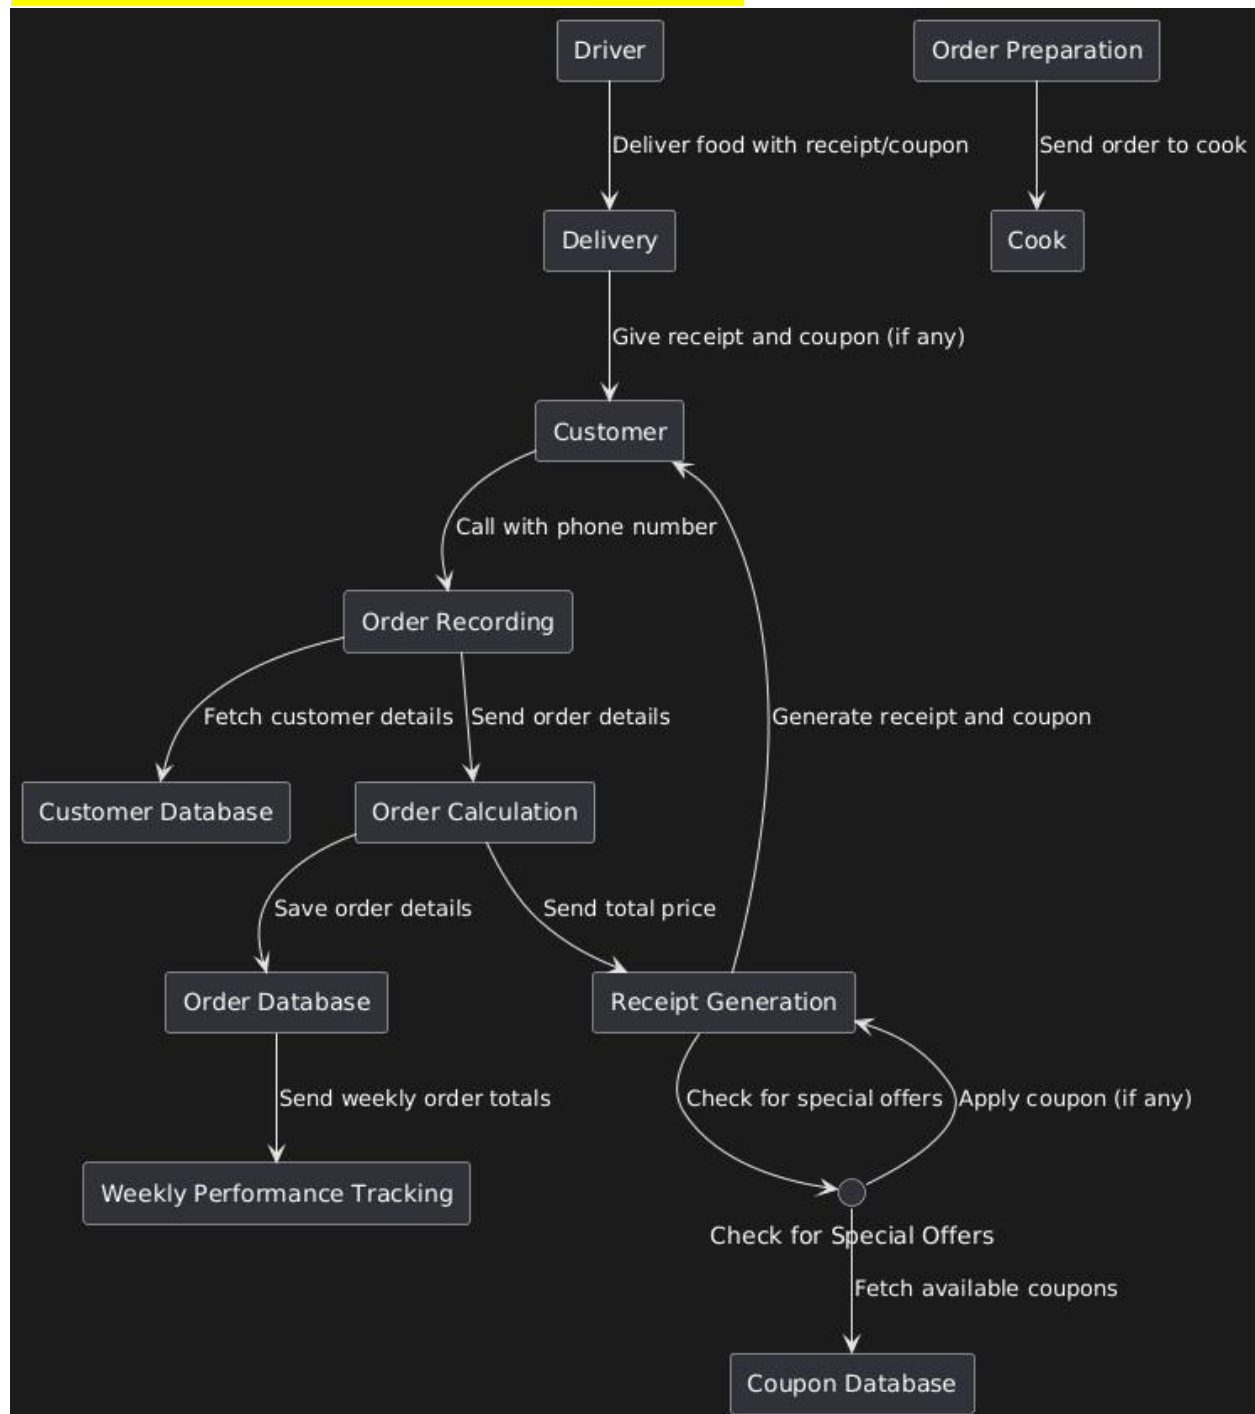 Driver
Order Preparation
Deliver food with receipt/coupon
Send order to cook
Delivery
Cook
Give receipt and coupon (if any)
Customer
Call with phone number
Order Recording
Fetch customer details
Send order details
Generate receipt and coupon
Customer Database
Order Calculation
Save order details
Send total price
Order Database
Receipt Generation
Send weekly order totals
Check for special offers
Apply coupon (if any)
Weekly Performance Tracking
Check for Special Offers
Fetch available coupons
Coupon Database